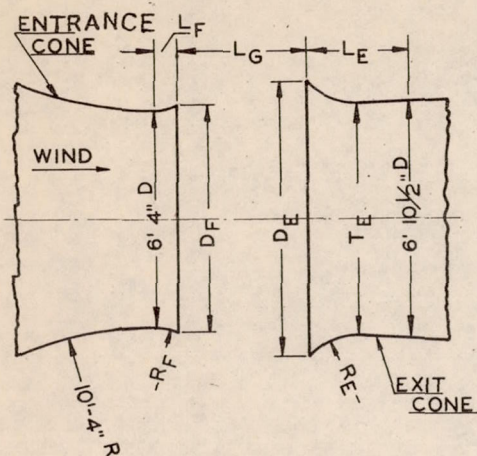 ENTRANCE
CONE
LF
LG
LE
WIND
6' 4" D
DF
DE
TE
6' 10½" D
10'-4" R
-RF-
RE-
EXIT
CONE